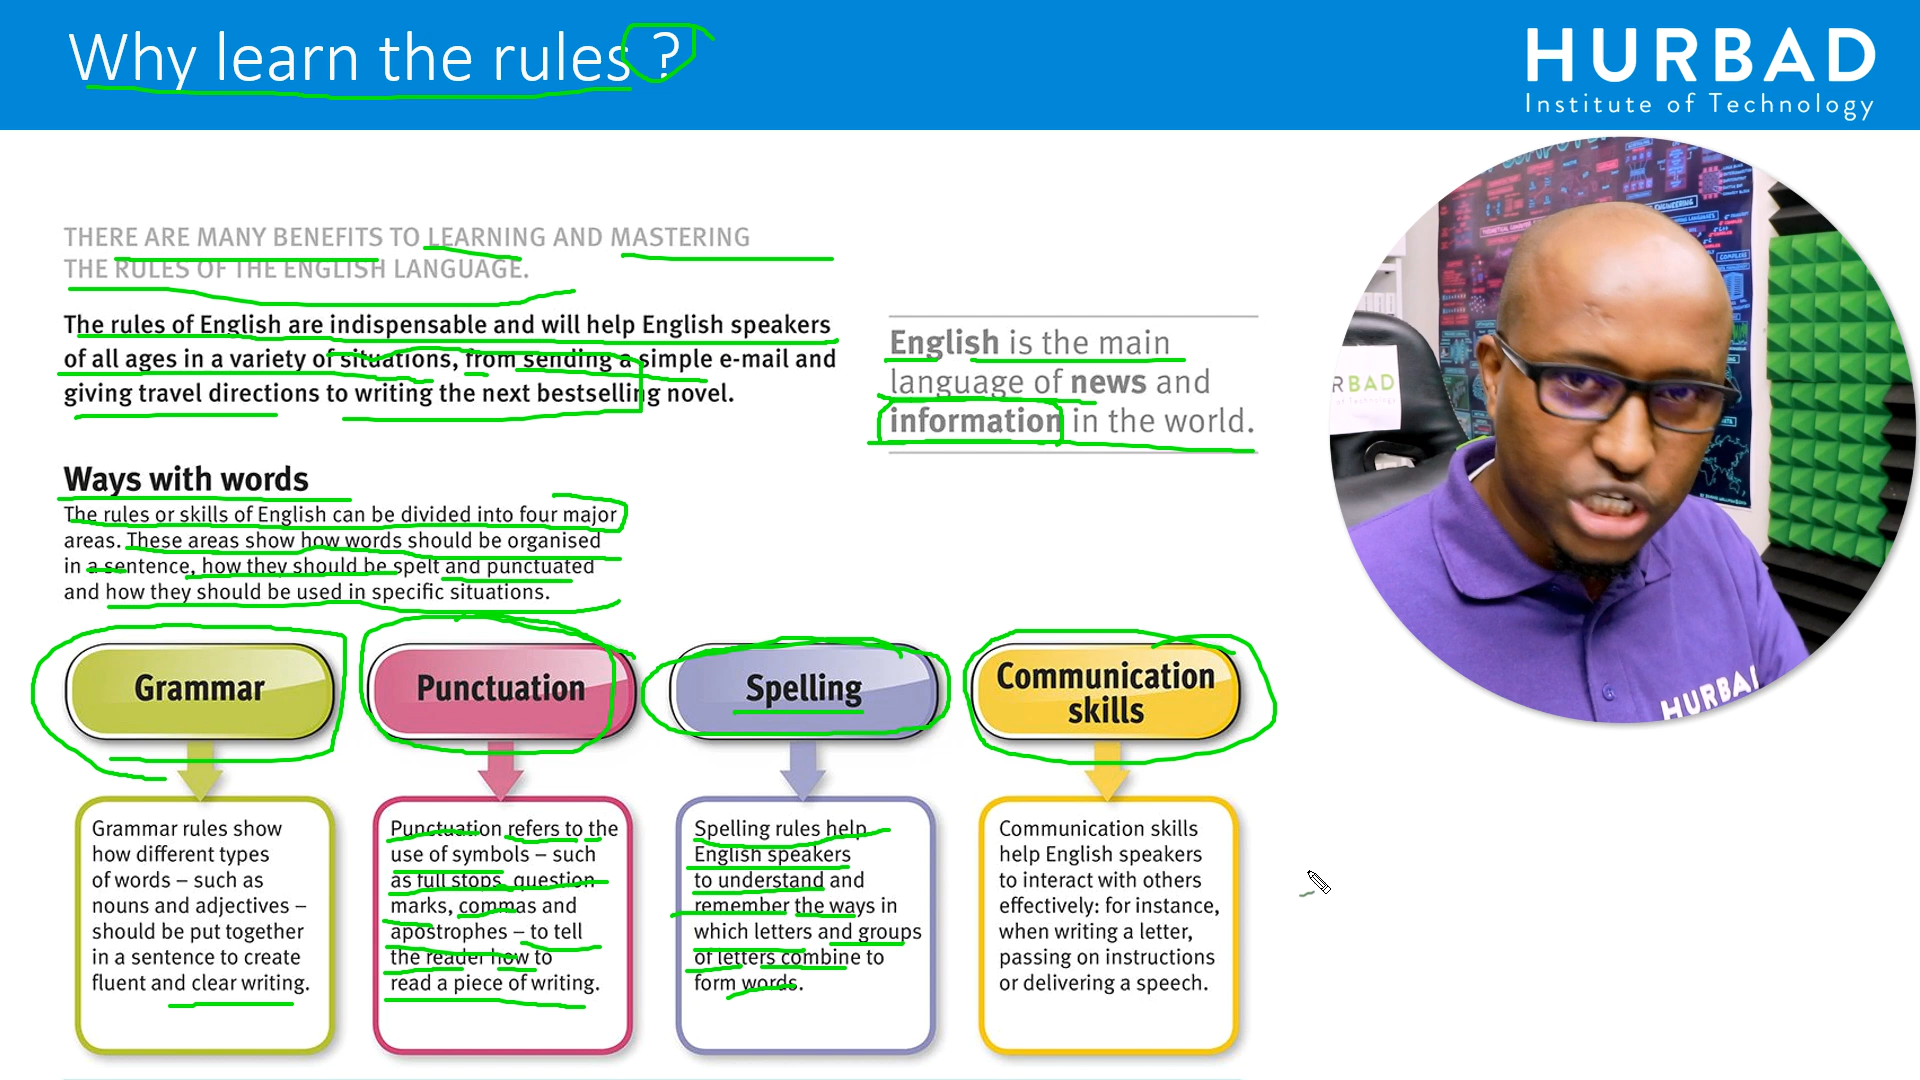 Why learn the rules ?
HURBAD
Institute of Technology
THERE ARE MANY BENEFITS TO LEARNING AND MASTERING
THE RULES OF THE ENGLISH LANGUAGE.
The rules of English are indispensable and will help English speakers
of all ages in a variety of situations, from sending a simple e-mail and
giving travel directions to writing the next bestselling novel.
English is the main
language of news and
information in the world.
Ways with words
The rules or skills of English can be divided into four major
areas. These areas show how words should be organised
in a sentence, how they should be spelt and punctuated
and how they should be used in specific situations.
Grammar
Grammar rules show
how different types
of words – such as
nouns and adjectives –
should be put together
in a sentence to create
fluent and clear writing.
Punctuation
Punctuation refers to the
use of symbols – such
as full stops, question
marks, commas and
apostrophes – to tell
the reader how to
read a piece of writing.
Spelling
Spelling rules help
English speakers
to understand and
remember the ways in
which letters and groups
of letters combine to
form words.
Communication
skills
Communication skills
help English speakers
to interact with others
effectively: for instance,
when writing a letter,
passing on instructions
or delivering a speech.
RBAD
HURBA